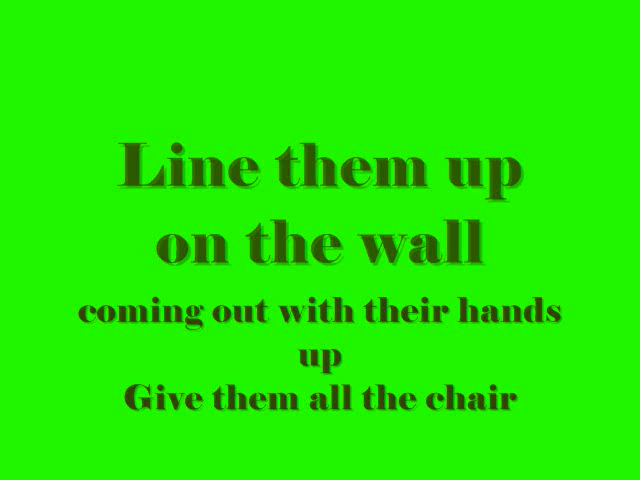 Line them up
on the wall
coming out with their hands
up
Give them all the chair